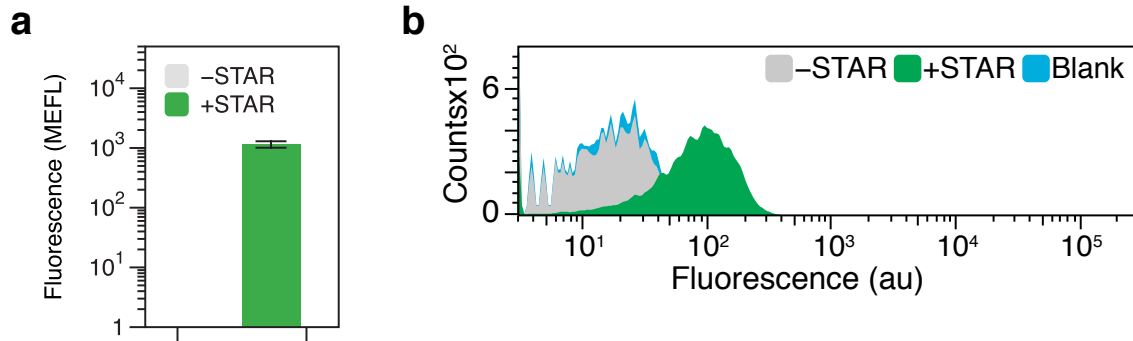 a
Fluorescence (MEFL)
10⁴
10³
10²
10¹
1
–STAR
+STAR
b
Countsx10²
6
0
–STAR +STAR Blank
10¹ 10² 10³ 10⁴ 10⁵
Fluorescence (au)